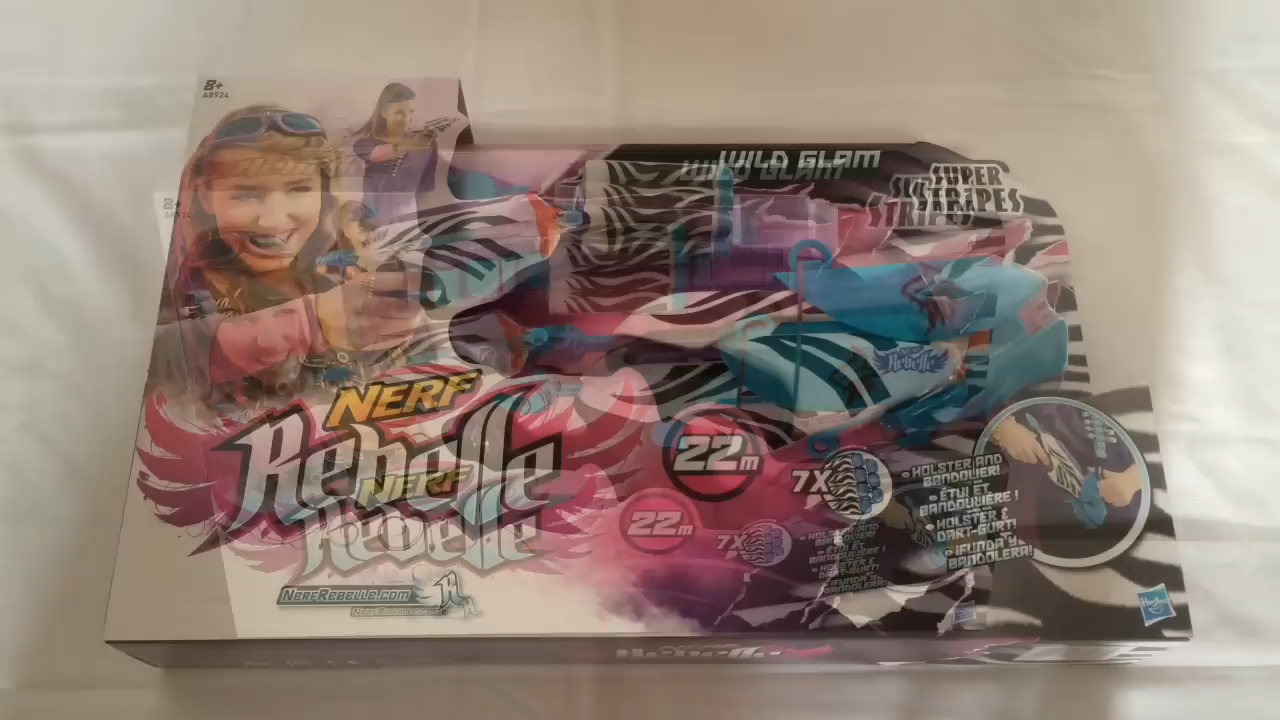 8+
A8924
WILD GLAM
SUPER
STRIPES
Rebelle
NERF
Rebelle
22m
7X
• HOLSTER AND
BANDOLIER!
• ÉTUI ET
BANDOULIÈRE !
• HOLSTER &
DART-GURT!
• ¡FUNDA Y
BANDOLERA!
NERFREBELLE.COM
Hasbro